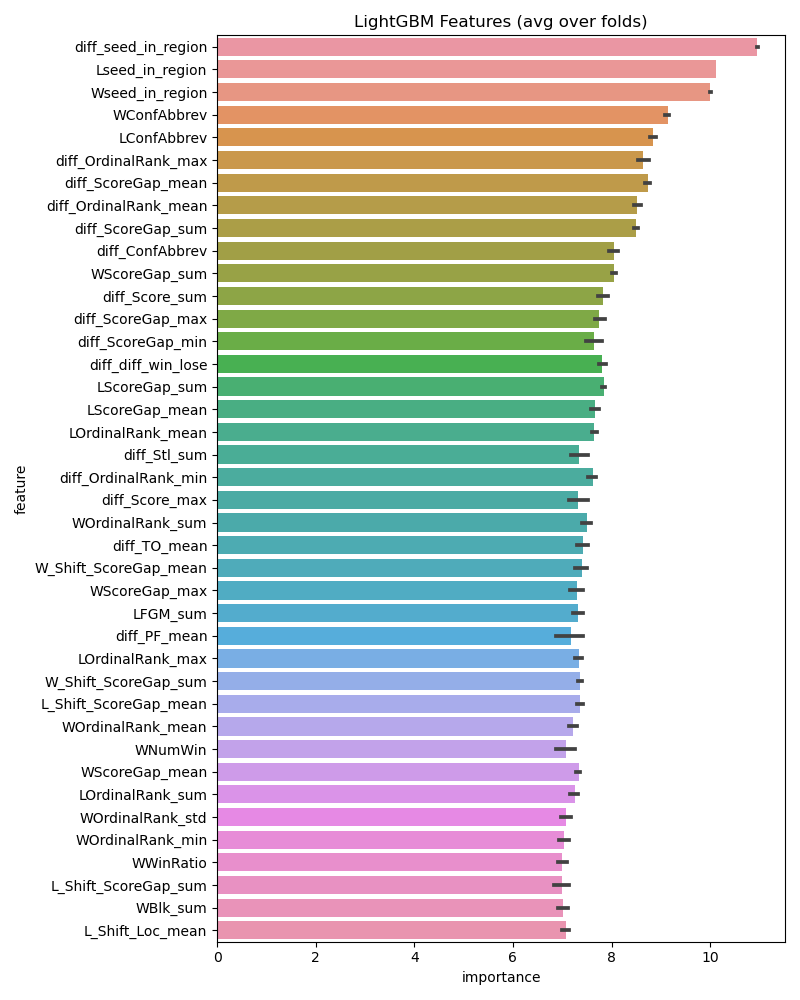 LightGBM Features (avg over folds)
diff_seed_in_region
Lseed_in_region
Wseed_in_region
WConfAbbrev
LConfAbbrev
diff_OrdinalRank_max
diff_ScoreGap_mean
diff_OrdinalRank_mean
diff_ScoreGap_sum
diff_ConfAbbrev
WScoreGap_sum
diff_Score_sum
diff_ScoreGap_max
diff_ScoreGap_min
diff_diff_win_lose
LScoreGap_sum
LScoreGap_mean
LOrdinalRank_mean
diff_Stl_sum
diff_OrdinalRank_min
diff_Score_max
WOrdinalRank_sum
diff_TO_mean
W_Shift_ScoreGap_mean
WScoreGap_max
LFGM_sum
diff_PF_mean
LOrdinalRank_max
W_Shift_ScoreGap_sum
L_Shift_ScoreGap_mean
WOrdinalRank_mean
WNumWin
WScoreGap_mean
LOrdinalRank_sum
WOrdinalRank_std
WOrdinalRank_min
WWinRatio
L_Shift_ScoreGap_sum
WBlk_sum
L_Shift_Loc_mean
feature
0 2 4 6 8 10
importance